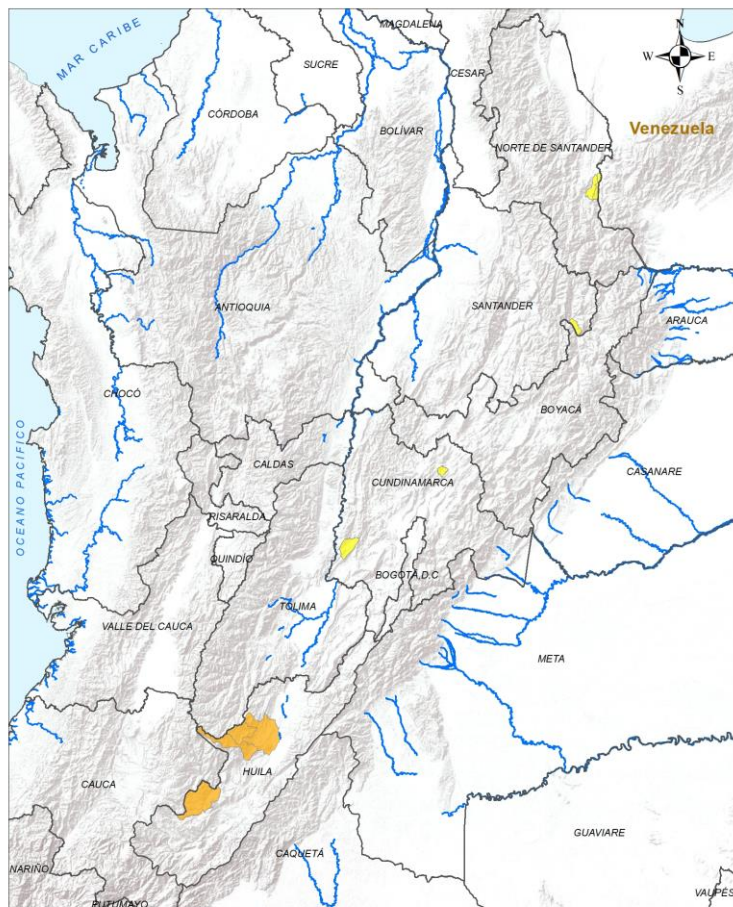 MAGDALENA
N
MAR CARIBE
SUCRE
CESAR
W
E
S
CÓRDOBA
BOLÍVAR
Venezuela
NORTE DE SANTANDER
ANTIOQUIA
SANTANDER
ARAUCA
CHOCÓ
BOYACÁ
OCEANO PACIFICO
CALDAS
CUNDINAMARCA
CASANARE
RISARALDA
QUINDÍO
BOGOTÁ,D.C
TOLIMA
VALLE DEL CAUCA
META
HUILA
CAUCA
GUAVIARE
CAQUETÁ
NARIÑO
VAUPÉS
PUTUMAYO